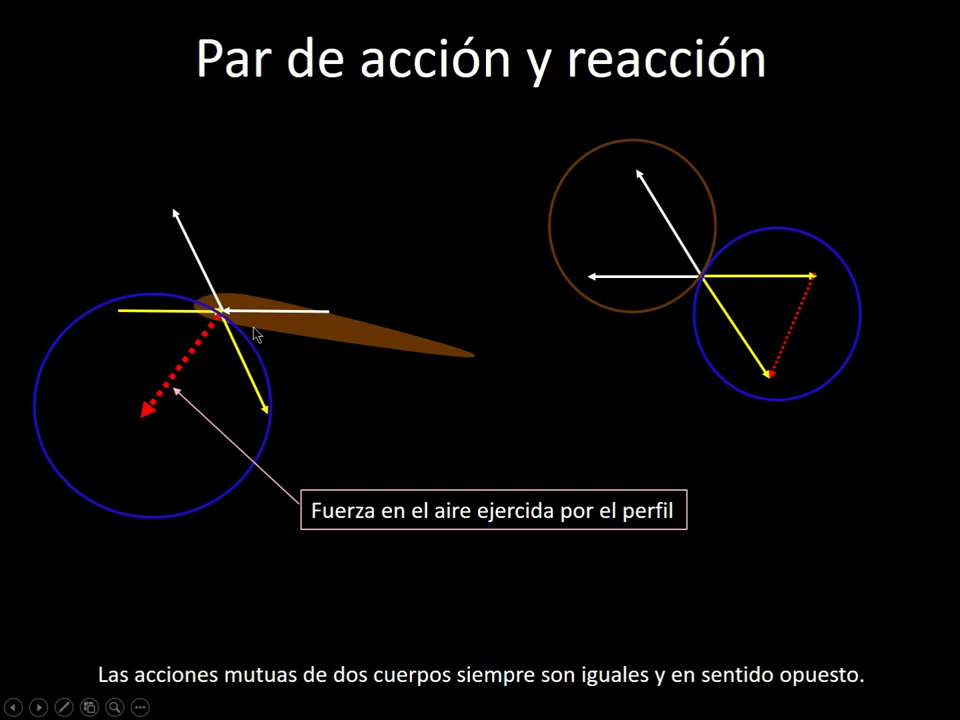 Par de acción y reacción
Fuerza en el aire ejercida por el perfil
Las acciones mutuas de dos cuerpos siempre son iguales y en sentido opuesto.